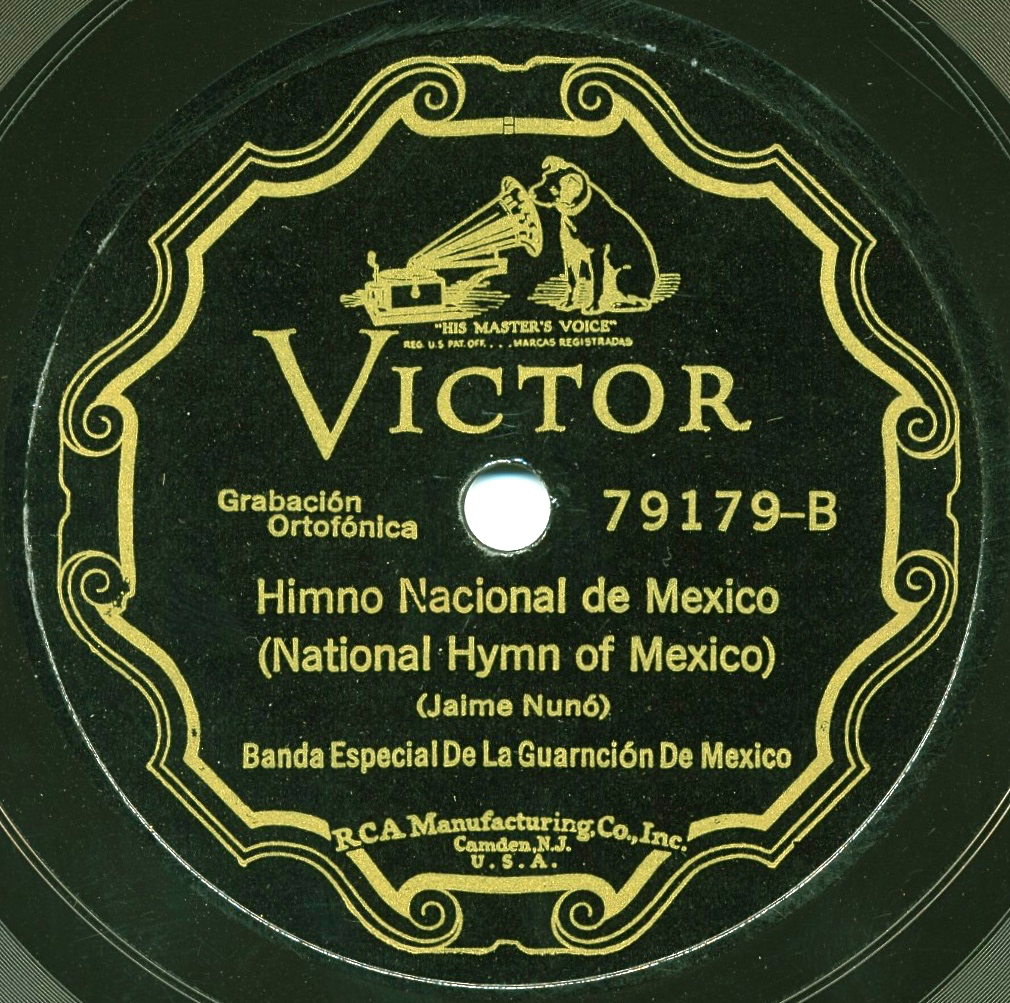 "HIS MASTER'S VOICE"
REG. U.S. PAT. OFF. . . . MARCAS REGISTRADAS
VICTOR
Grabación
Ortofónica
79179-B
Himno Nacional de Mexico
(National Hymn of Mexico)
(Jaime Nunó)
Banda Especial De La Guarnción De Mexico
RCA Manufacturing, Co., Inc.
Camden, N.J.
U. S. A.